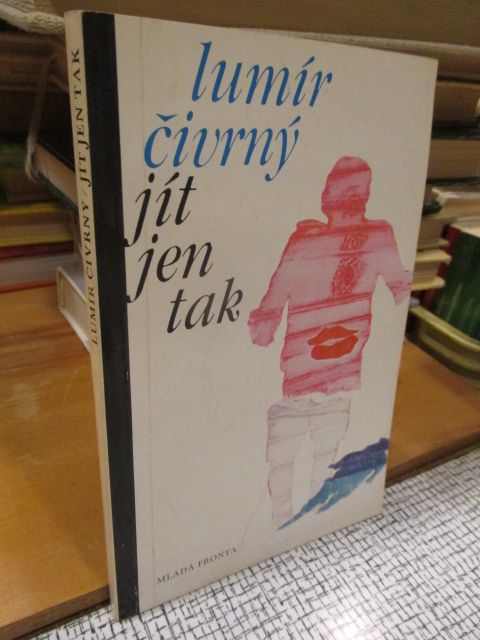 lumír
čivrný
jít
jen
tak
MLADÁ FRONTA
LUMÍR ČIVRNÝ / JÍT JEN TAK